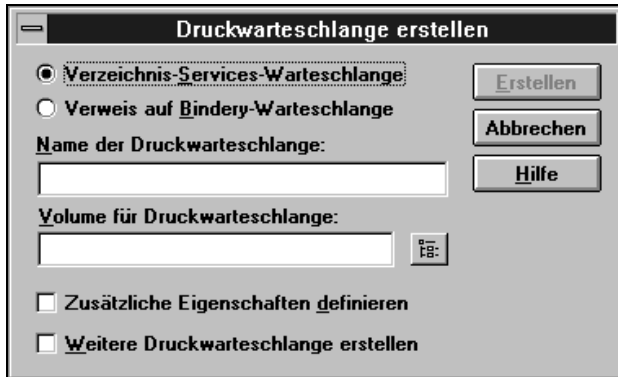 Druckwarteschlange erstellen
Verzeichnis-Services-Warteschlange
Verweis auf Bindery-Warteschlange
Name der Druckwarteschlange:
Volume für Druckwarteschlange:
Zusätzliche Eigenschaften definieren
Weitere Druckwarteschlange erstellen
Erstellen
Abbrechen
Hilfe